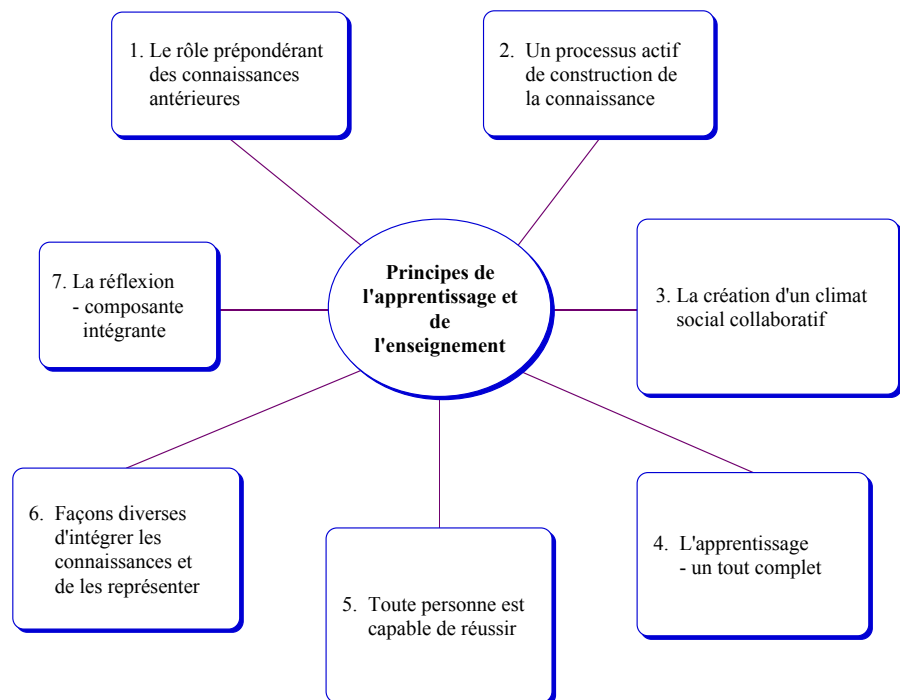 1. Le rôle prépondérant
des connaissances
antérieures
2. Un processus actif
de construction de
la connaissance
3. La création d'un climat
social collaboratif
4. L'apprentissage
- un tout complet
5. Toute personne est
capable de réussir
6. Façons diverses
d'intégrer les
connaissances et
de les représenter
7. La réflexion
- composante
intégrante
Principes de
l'apprentissage et
de
l'enseignement